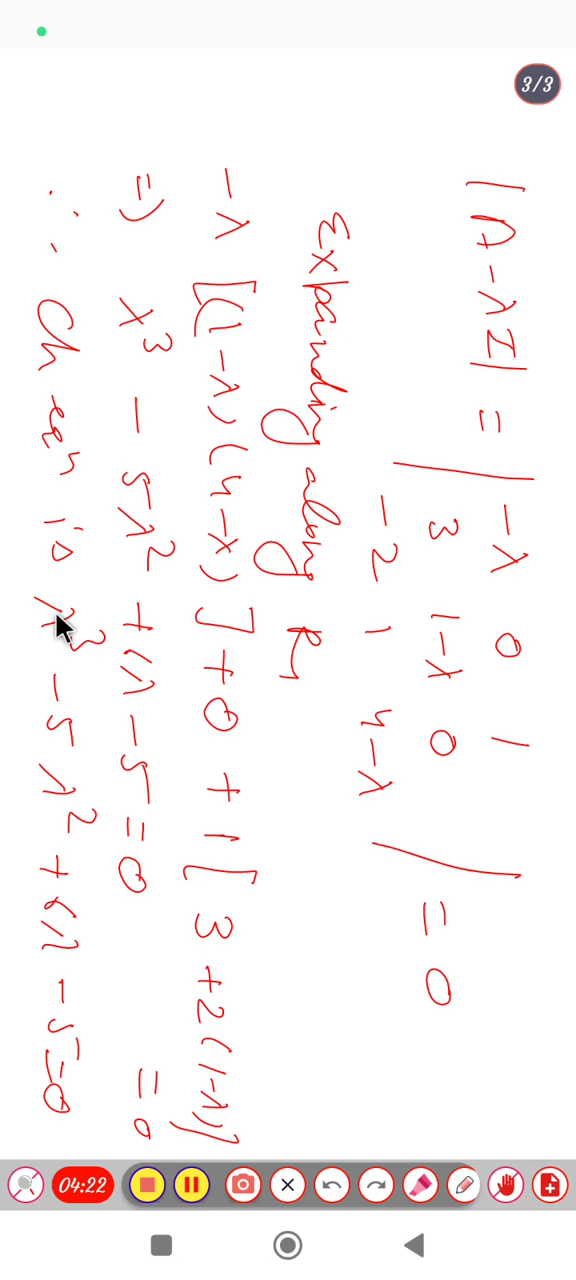 3/3
|A-λI| = | -λ 0 1
3 1-λ 0
-2 1 4-λ | = 0
Expanding along R₁
-λ [(1-λ)(4-λ)] + 0 + 1[3+2(1-λ)] = 0
=) λ³ - 5λ² + 6λ - 5 = 0
∴ Ch eqn is λ³ - 5λ² + 6λ - 5 = 0
04:22